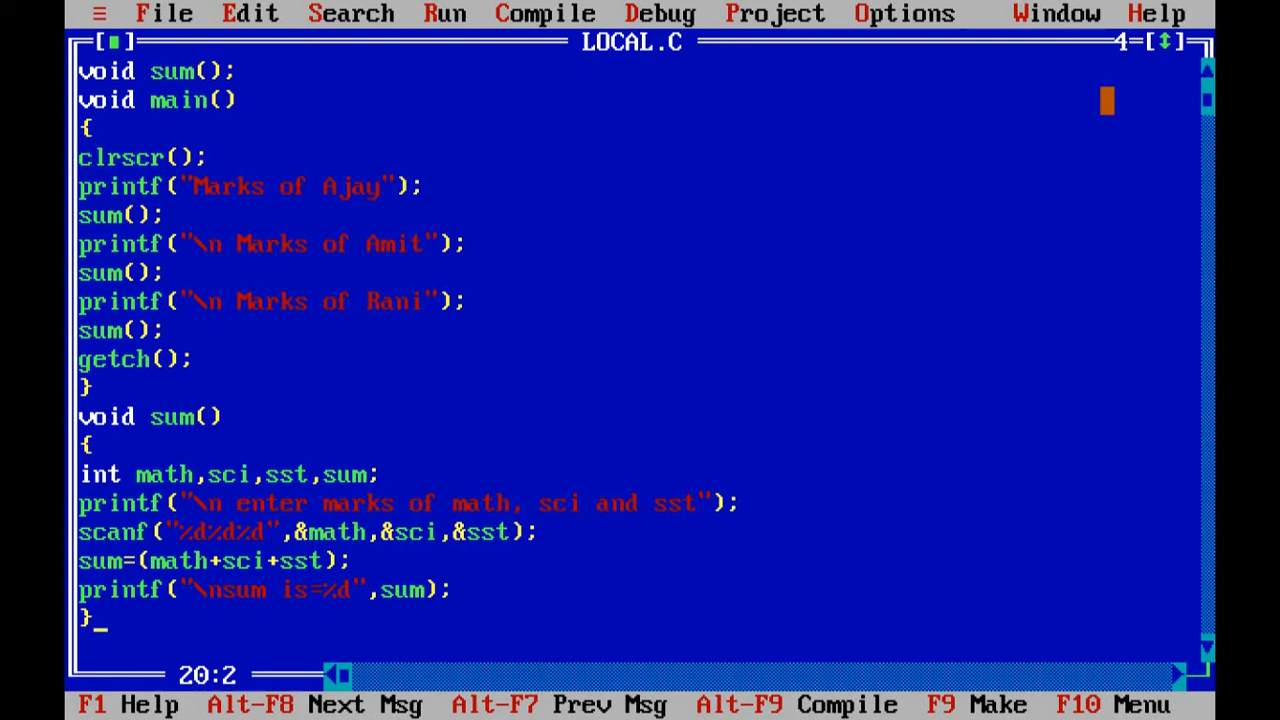 ≡ File Edit Search Run Compile Debug Project Options Window Help
[■] LOCAL.C 4=[↕]
void sum();
void main()
{
clrscr();
printf("Marks of Ajay");
sum();
printf("\n Marks of Amit");
sum();
printf("\n Marks of Rani");
sum();
getch();
}
void sum()
{
int math,sci,sst,sum;
printf("\n enter marks of math, sci and sst");
scanf("%d%d%d",&math,&sci,&sst);
sum=(math+sci+sst);
printf("\nsum is=%d",sum);
}_
20:2
F1 Help Alt-F8 Next Msg Alt-F7 Prev Msg Alt-F9 Compile F9 Make F10 Menu